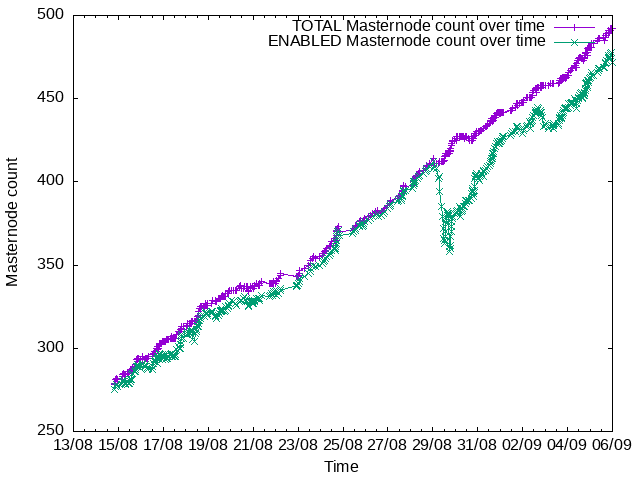 500
450
400
350
300
250
Masternode count
TOTAL Masternode count over time
ENABLED Masternode count over time
13/08 15/08 17/08 19/08 21/08 23/08 25/08 27/08 29/08 31/08 02/09 04/09 06/09
Time